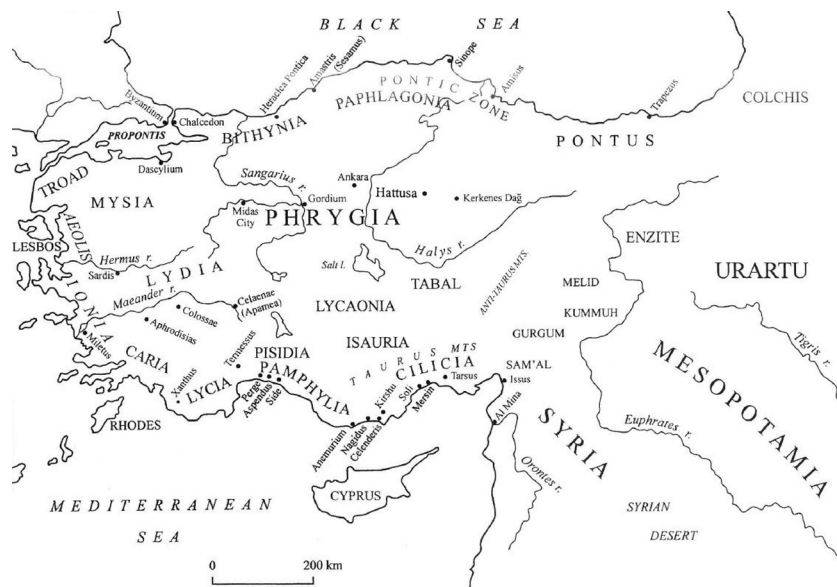 BLACK SEA
Sinope
Amastris
(Sesamus)
Heraclea Pontica
PONTIC ZONE
Amisus
Trapezos
COLCHIS
PAPHLAGONIA
Byzantium
Chalcedon
BITHYNIA
PROPONTIS
PONTUS
Dascylium
TROAD
Sangarius r.
Ankara
Hattusa
Kerkenes Dağ
MYSIA
Midas
City
Gordium
PHRYGIA
AEOLIS
LESBOS
Hermus r.
Halys r.
ENZITE
Sardis
LYDIA
Salt l.
TABAL
ANTI-TAURUS MTS
MELID
URARTU
IONIA
Maeander r.
Celaenae
(Apamea)
LYCAONIA
KUMMUH
Colossae
Aphrodisias
GURGUM
Tigris r.
Miletus
Termessus
PISIDIA
ISAURIA
TAURUS MTS
MESOPOTAMIA
CARIA
PAMPHYLIA
CILICIA
SAM'AL
Xanthus
LYCIA
Perge
Aspendus
Side
Kirshu
Soli
Mersin
Tarsus
Issus
RHODES
Anemurium
Nagidus
Celenderis
Al Mina
SYRIA
Euphrates r.
Orontes r.
MEDITERRANEAN
SEA
CYPRUS
SYRIAN
DESERT
0 200 km